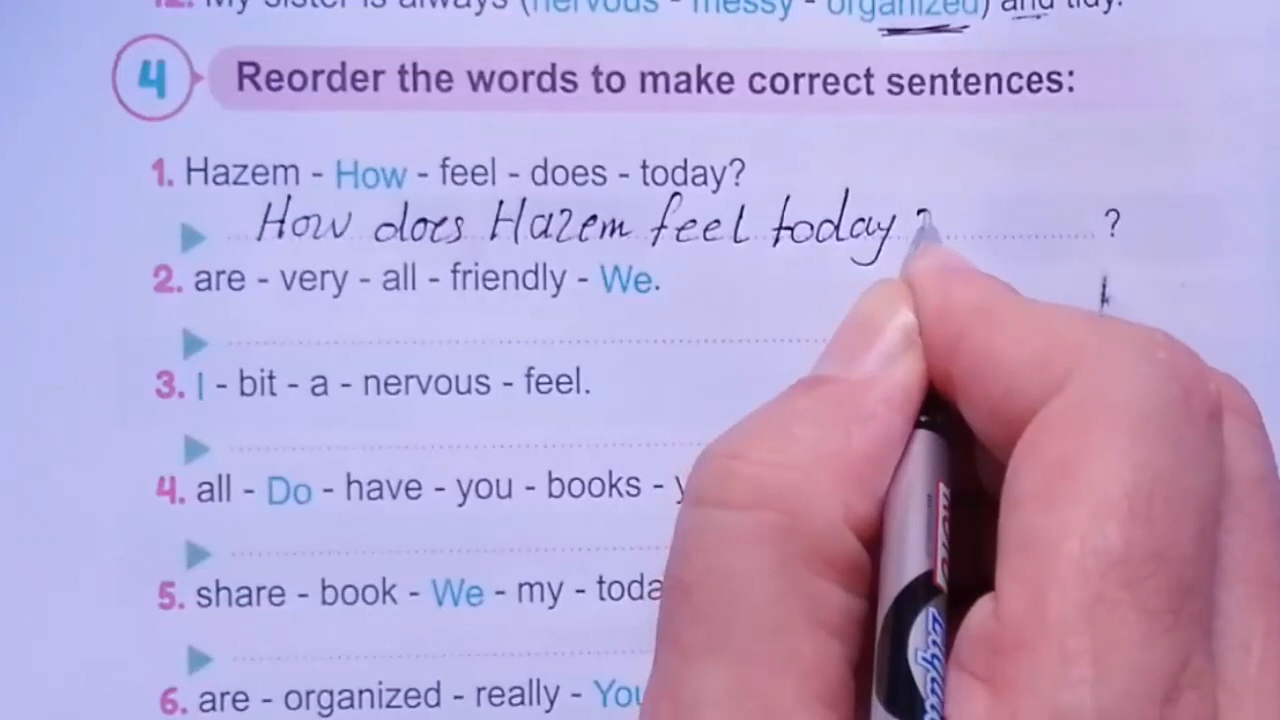 12. My sister is always (nervous - messy - organized) and tidy.
4 Reorder the words to make correct sentences:
1. Hazem - How - feel - does - today?
How does Hazem feel today ? ?
2. are - very - all - friendly - We.
3. I - bit - a - nervous - feel.
4. all - Do - have - you - books -
5. share - book - We - my - toda
6. are - organized - really - You